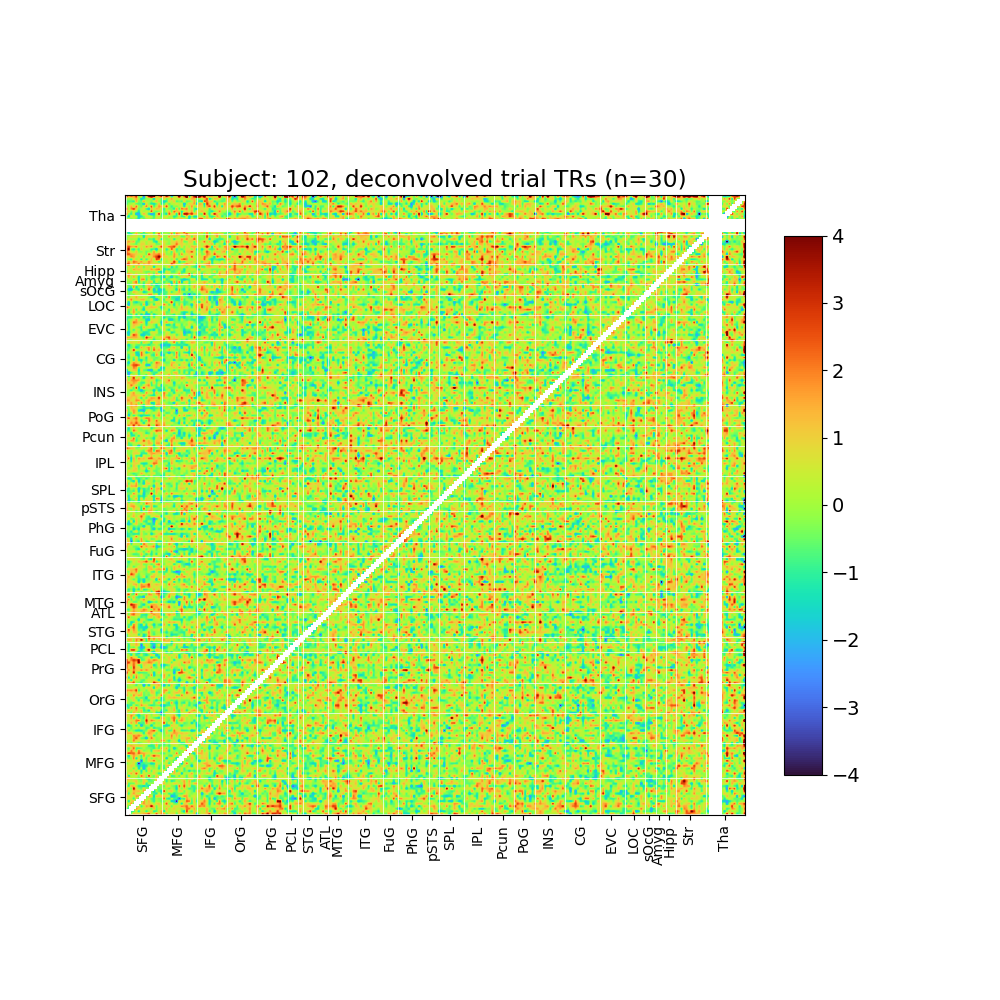 Subject: 102, deconvolved trial TRs (n=30)
Tha
Str
Hipp
Amyg
sOcG
LOC
EVC
CG
INS
PoG
Pcun
IPL
SPL
pSTS
PhG
FuG
ITG
MTG
ATL
STG
PCL
PrG
OrG
IFG
MFG
SFG
SFG MFG IFG OrG PrG PCL STG ATL MTG ITG FuG PhG pSTS SPL IPL Pcun PoG INS CG EVC LOC sOcG Amyg Hipp Str Tha
4
3
2
1
0
−1
−2
−3
−4